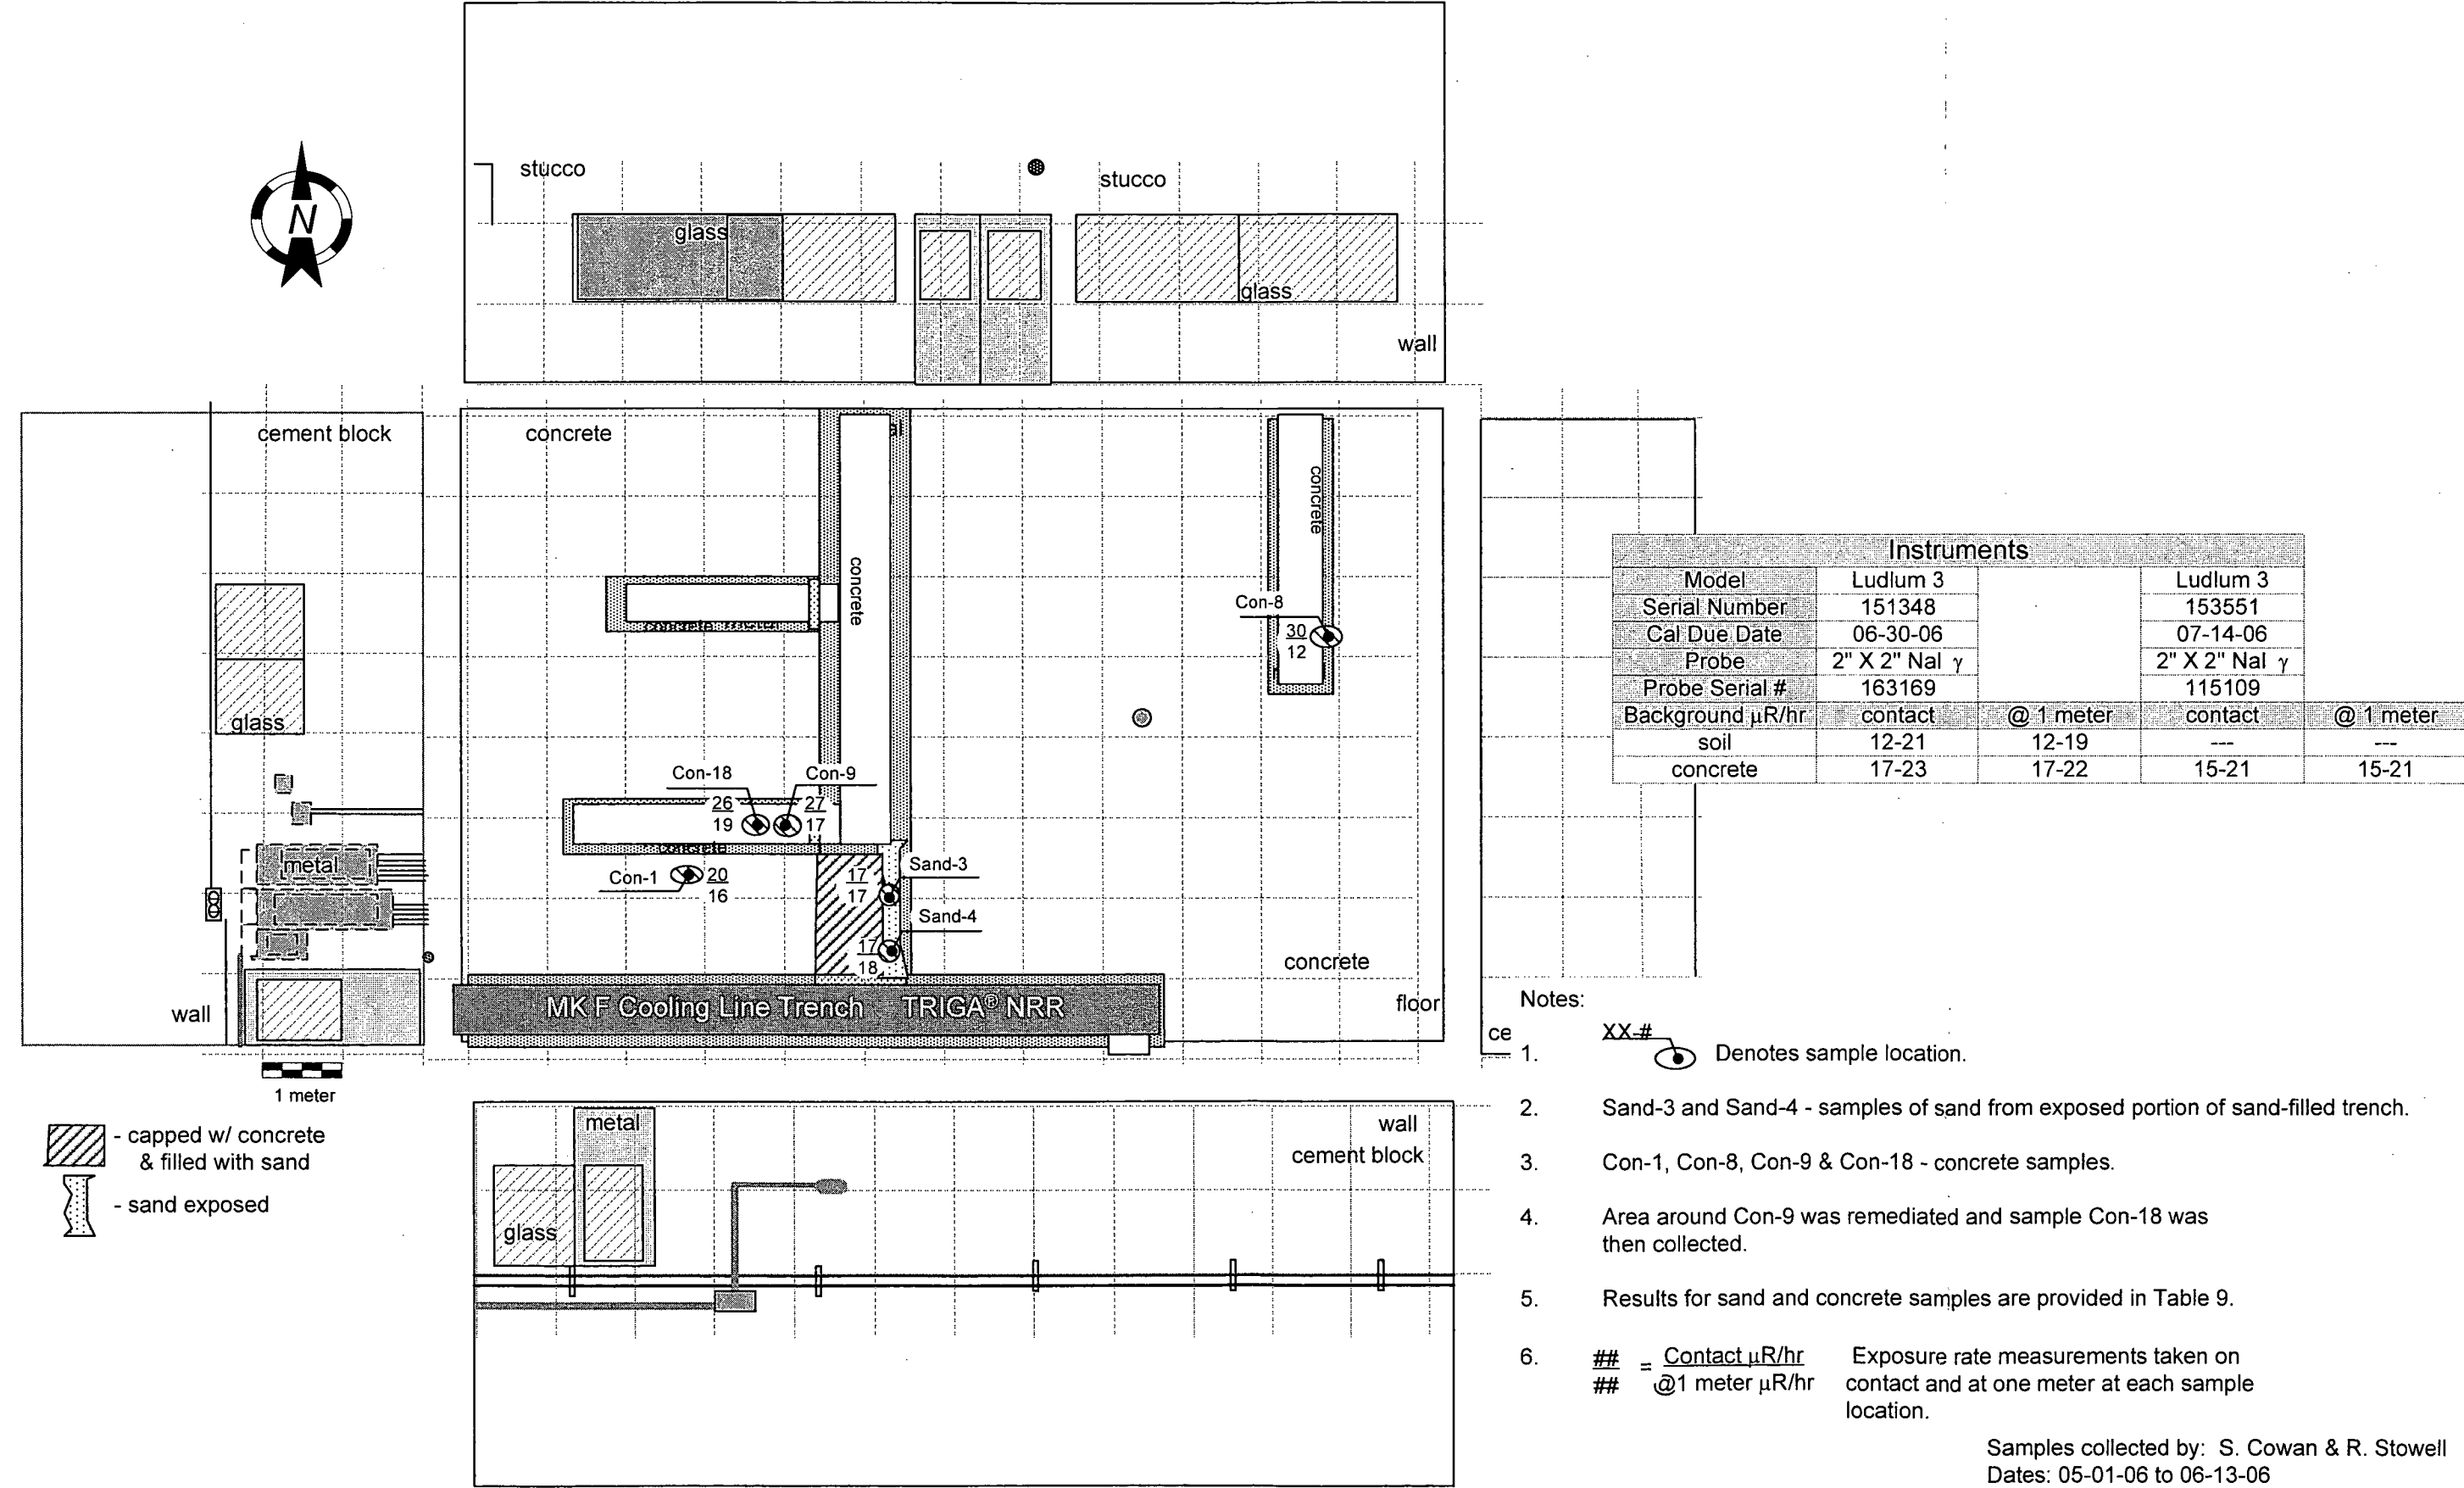 stucco
stucco
glass
glass
wall
N
cement block
concrete
concrete
concrete
concrete
Con-8
30
12
glass
Con-18
Con-9
26
19
27
17
concrete
metal
Con-1
20
16
17
17
Sand-3
Sand-4
17
18
concrete
wall
MK F Cooling Line Trench TRIGA® NRR
floor
ce
1 meter
- capped w/ concrete
& filled with sand
- sand exposed
metal
glass
wall
cement block
Instruments
Model Ludlum 3 Ludlum 3
Serial Number 151348 153551
Cal Due Date 06-30-06 07-14-06
Probe 2" X 2" NaI γ 2" X 2" NaI γ
Probe Serial # 163169 115109
Background µR/hr contact @ 1 meter contact @ 1 meter
soil 12-21 12-19 --- ---
concrete 17-23 17-22 15-21 15-21
Notes:
1. XX-# Denotes sample location.
2. Sand-3 and Sand-4 - samples of sand from exposed portion of sand-filled trench.
3. Con-1, Con-8, Con-9 & Con-18 - concrete samples.
4. Area around Con-9 was remediated and sample Con-18 was
then collected.
5. Results for sand and concrete samples are provided in Table 9.
6. ## = Contact µR/hr Exposure rate measurements taken on
## @1 meter µR/hr contact and at one meter at each sample
location.
Samples collected by: S. Cowan & R. Stowell
Dates: 05-01-06 to 06-13-06